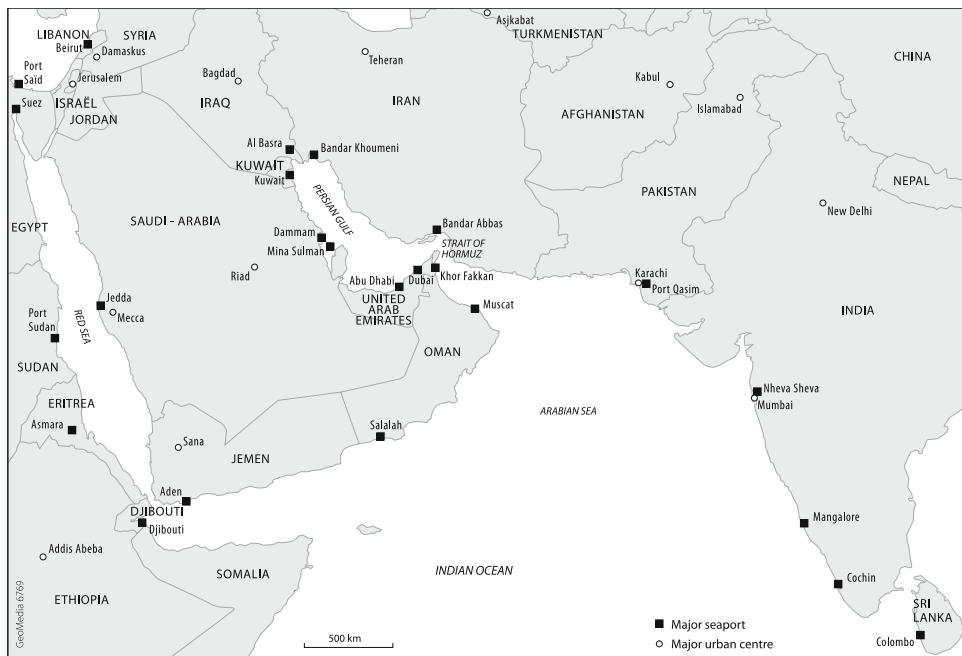 Asjkabat
TURKMENISTAN
LEBANON
SYRIA
Beirut
Damaskus
Teheran
CHINA
Port
Saïd
Jerusalem
Bagdad
Kabul
Islamabad
Suez
ISRAËL
JORDAN
IRAQ
IRAN
AFGHANISTAN
Al Basra
Bandar Khoumeni
KUWAIT
Kuwait
NEPAL
PAKISTAN
New Delhi
PERSIAN GULF
EGYPT
SAUDI - ARABIA
Bandar Abbas
Dammam
Mina Sulman
STRAIT OF
HORMUZ
Riad
Abu Dhabi
Dubai
Khor Fakkan
Karachi
Port Qasim
UNITED
ARAB
EMIRATES
Muscat
Jedda
Mecca
INDIA
Port
Sudan
RED SEA
OMAN
SUDAN
ERITREA
Nheva Sheva
Mumbai
Asmara
Salalah
ARABIAN SEA
Sana
JEMEN
Aden
DJIBOUTI
Djibouti
Mangalore
Addis Abeba
SOMALIA
INDIAN OCEAN
Cochin
ETHIOPIA
SRI
LANKA
Colombo
500 km
Major seaport
Major urban centre
GeoMedia 6769